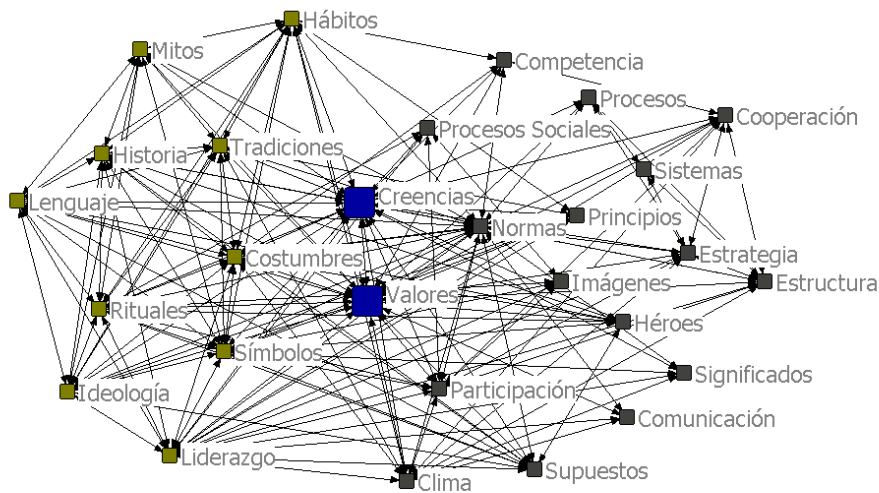 Hábitos
Mitos
Competencia
Procesos
Cooperación
Procesos Sociales
Historia
Tradiciones
Sistemas
Lenguaje
Creencias
Normas
Principios
Costumbres
Estrategia
Valores
Imágenes
Estructura
Rituales
Héroes
Símbolos
Ideología
Participación
Significados
Comunicación
Liderazgo
Clima
Supuestos